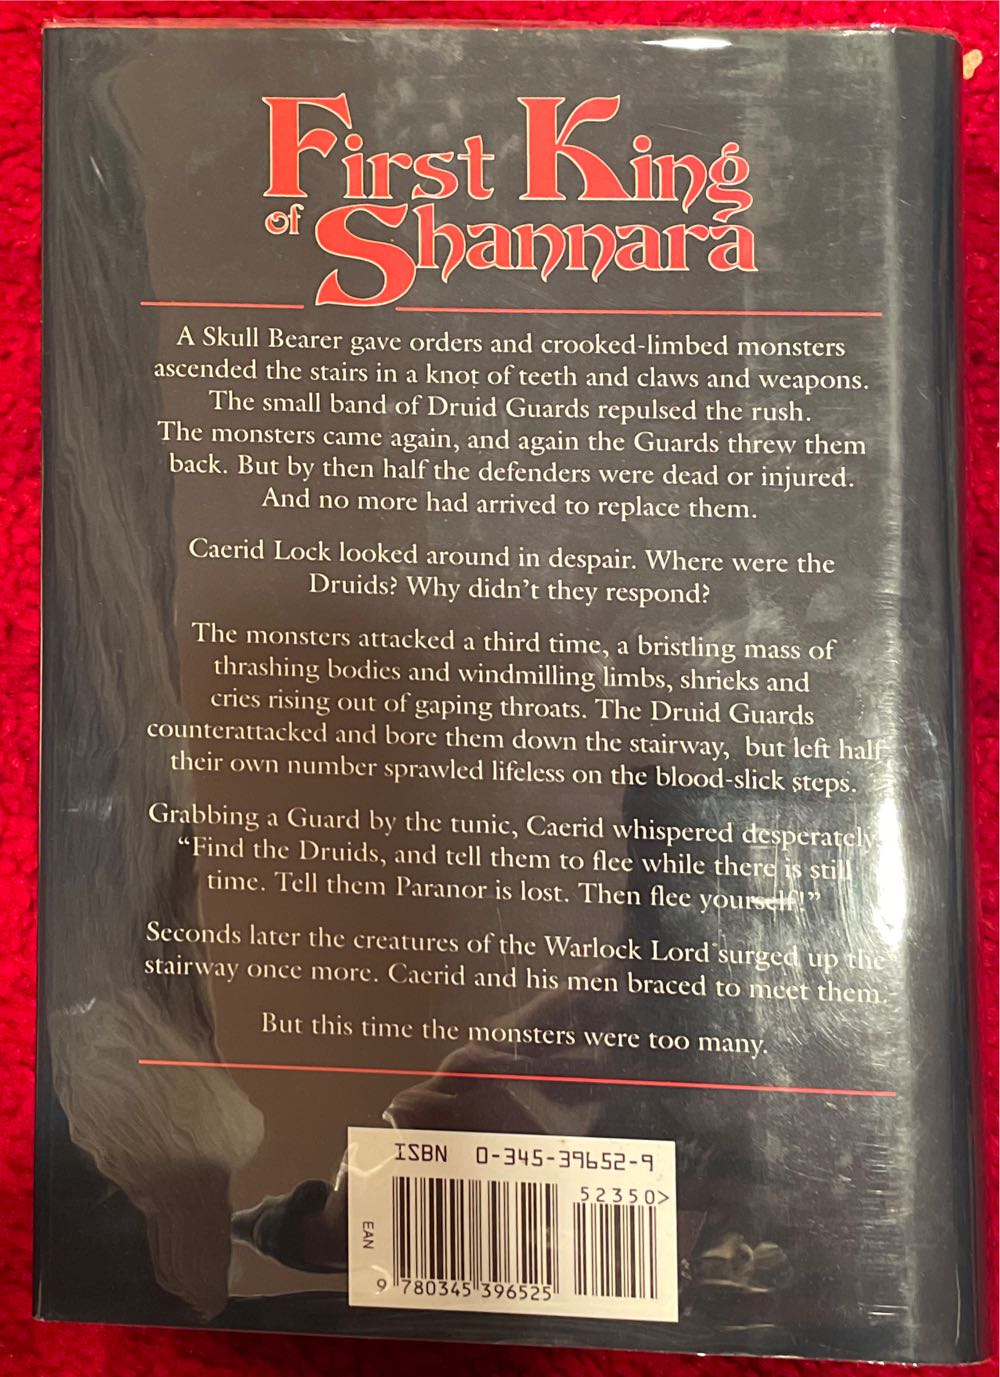 First King
of Shannara
A Skull Bearer gave orders and crooked-limbed monsters
ascended the stairs in a knot of teeth and claws and weapons.
The small band of Druid Guards repulsed the rush.
The monsters came again, and again the Guards threw them
back. But by then half the defenders were dead or injured.
And no more had arrived to replace them.
Caerid Lock looked around in despair. Where were the
Druids? Why didn't they respond?
The monsters attacked a third time, a bristling mass of
thrashing bodies and windmilling limbs, shrieks and
cries rising out of gaping throats. The Druid Guards
counterattacked and bore them down the stairway, but left half
their own number sprawled lifeless on the blood-slick steps.
Grabbing a Guard by the tunic, Caerid whispered desperately
“Find the Druids, and tell them to flee while there is still
time. Tell them Paranor is lost. Then flee yourself!”
Seconds later the creatures of the Warlock Lord surged up the
stairway once more. Caerid and his men braced to meet them.
But this time the monsters were too many.
ISBN 0-345-39652-9
52350>
EAN
9 780345 396525